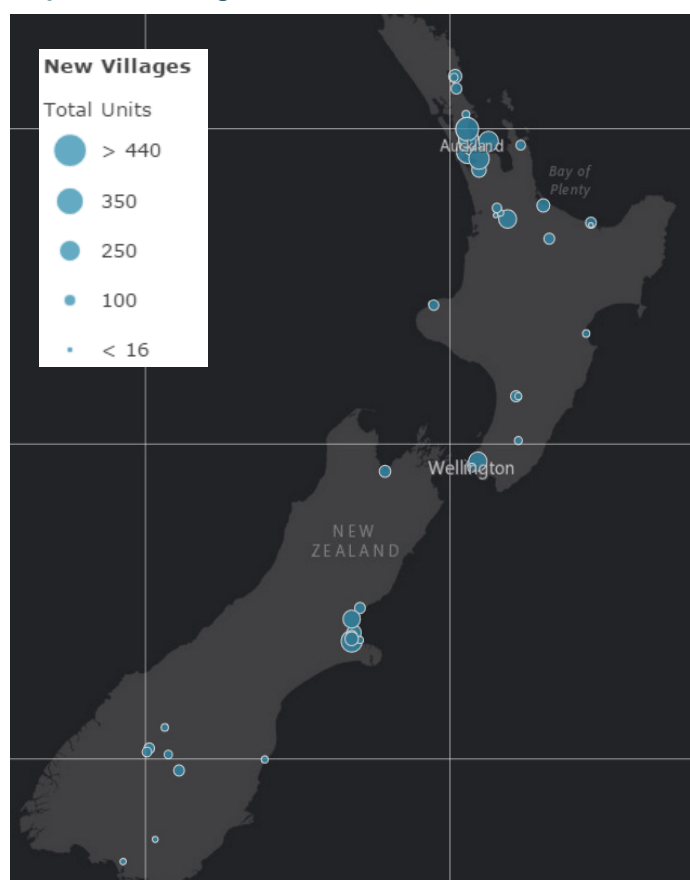 New Villages
Total Units
> 440
350
250
100
< 16
Auckland
Bay of
Plenty
Wellington
NEW
ZEALAND